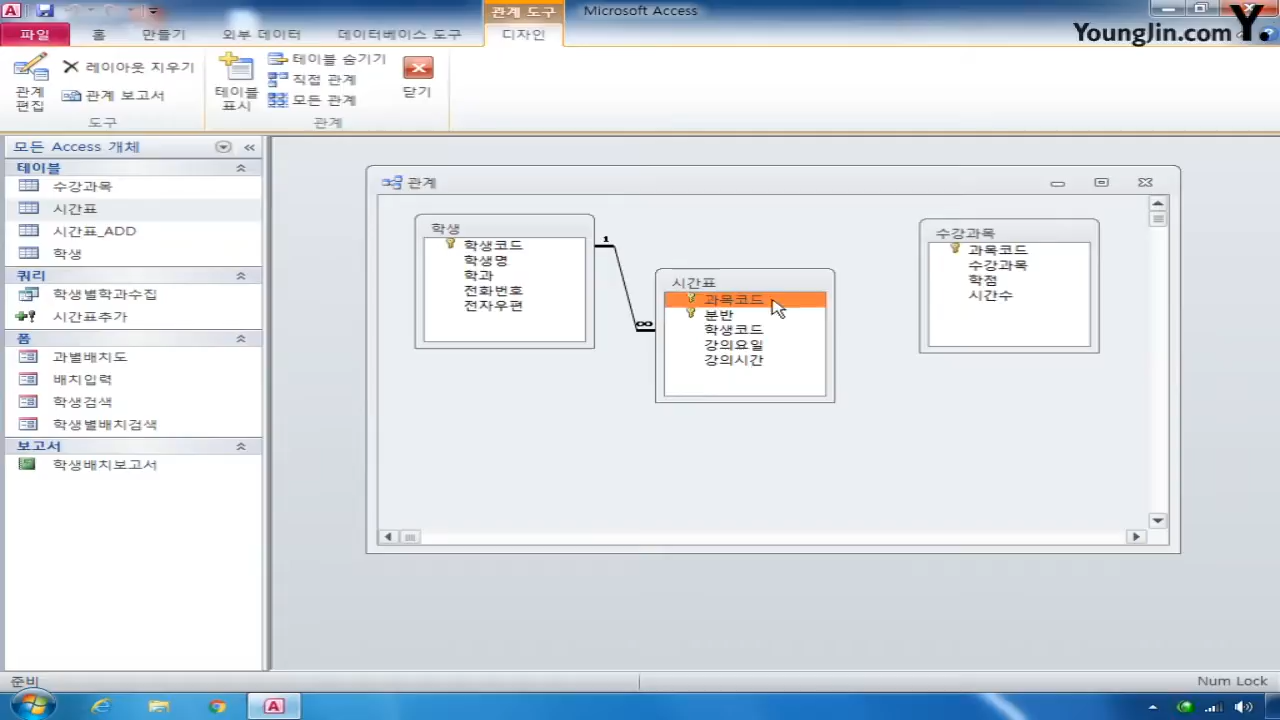 관계 도구
Microsoft Access
YoungJin.com Y.
파일
홈
만들기
외부 데이터
데이터베이스 도구
디자인
관계
편집
레이아웃 지우기
관계 보고서
도구
테이블
표시
테이블 숨기기
직접 관계
모든 관계
닫기
관계
모든 Access 개체
테이블
수강과목
시간표
시간표_ADD
학생
쿼리
학생별학과수집
시간표추가
폼
과별배치도
배치입력
학생검색
학생별배치검색
보고서
학생배치보고서
관계
학생
학생코드
학생명
학과
전화번호
전자우편
1
∞
시간표
과목코드
분반
학생코드
강의요일
강의시간
수강과목
과목코드
수강과목
학점
시간수
준비
Num Lock